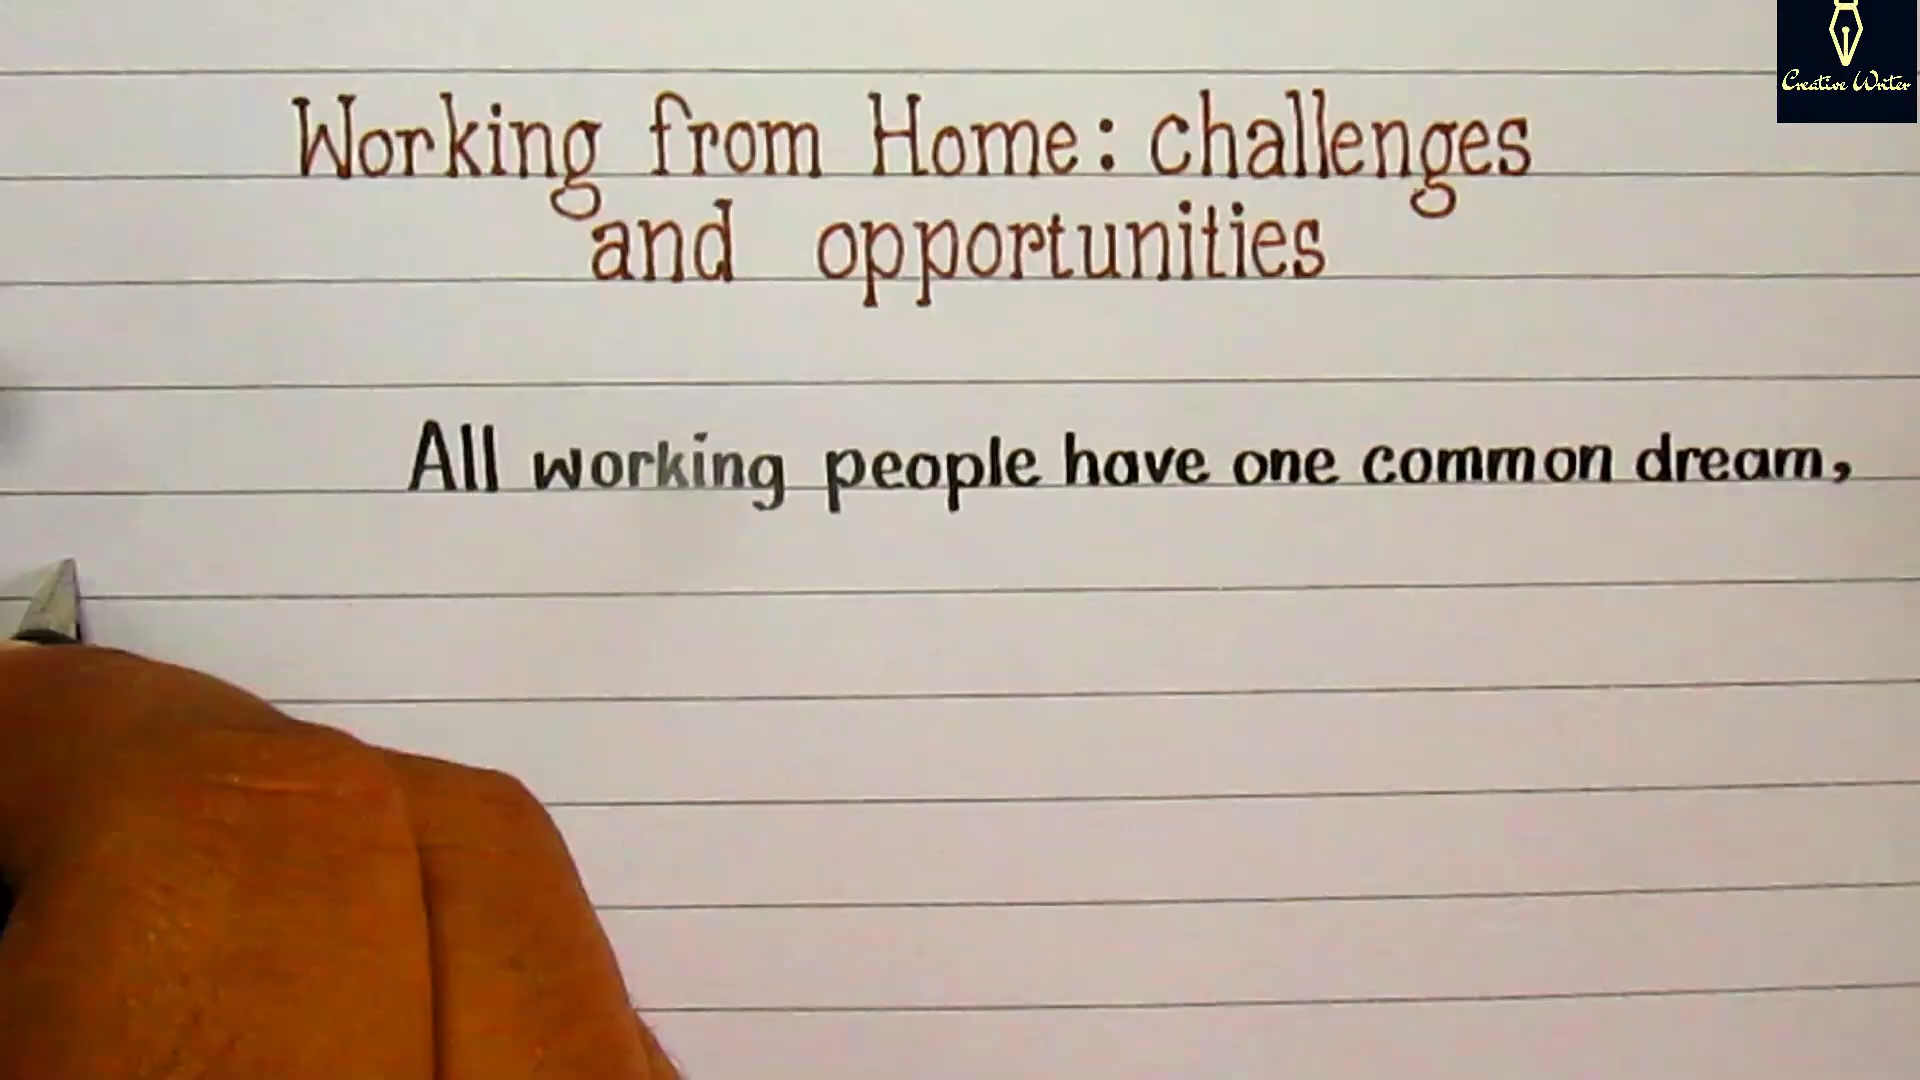 Creative Writer
Working from Home: challenges
and opportunities
All working people have one common dream,